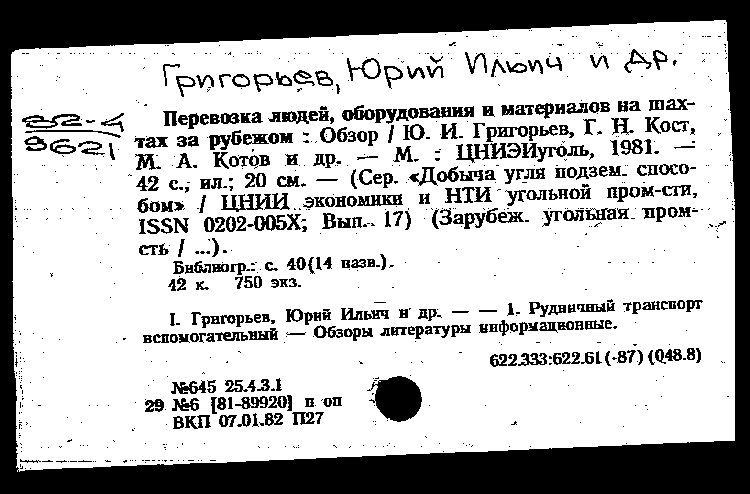 Григорьев, Юрий Ильич и др.
82-4
9621
Перевозка людей, оборудования и материалов на шах-
тах за рубежом : Обзор / Ю. И. Григорьев, Г. Н. Кост,
М. А. Котов и др. — М. : ЦНИЭИуголь, 1981. —
42 с., ил.; 20 см. — (Сер. «Добыча угля подзем. спосо-
бом» / ЦНИИ экономики и НТИ угольной пром-сти,
ISSN 0202-005X; Вып. 17) (Зарубеж. угольная пром-
сть / ...).
Библиогр.: с. 40(14 назв.).
42 к. 750 экз.
I. Григорьев, Юрий Ильич и др. — — 1. Рудничный транспорт
вспомогательный — Обзоры литературы информационные.
622.333:622.61(-87)(048.8)
№645 25.4.3.1
29 №6 [81-89920] п оп
ВКП 07.01.82 П27